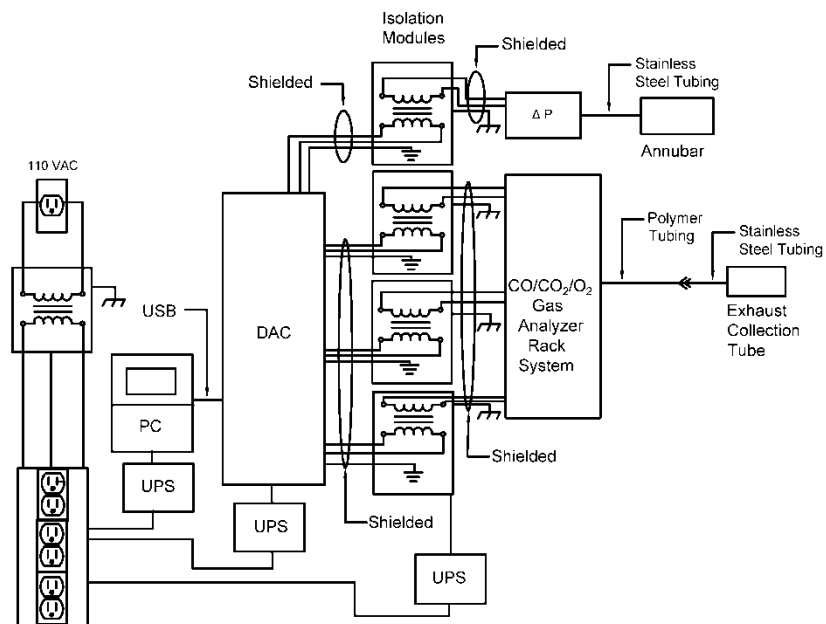 Isolation
Modules
Shielded
Shielded
Stainless
Steel Tubing
Δ P
Annubar
110 VAC
Polymer
Tubing
Stainless
Steel Tubing
USB
DAC
CO/CO2/O2
Gas
Analyzer
Rack
System
Exhaust
Collection
Tube
PC
Shielded
UPS
UPS
Shielded
UPS